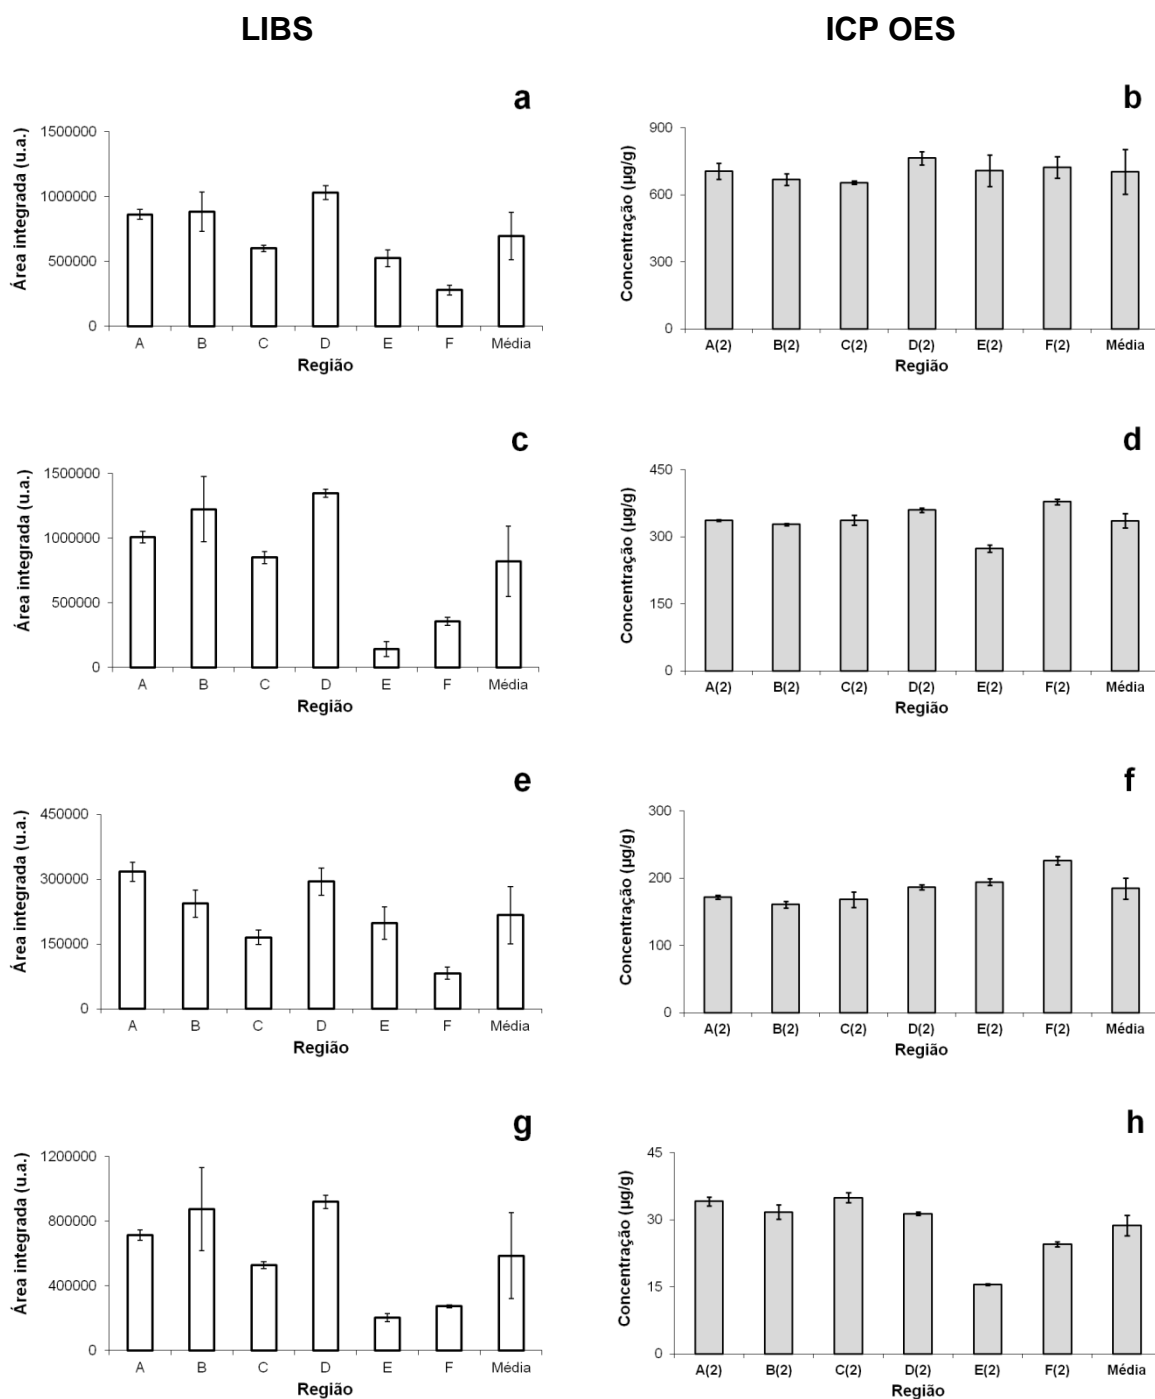 LIBS
ICP OES
a
Área integrada (u.a.)
1500000
1000000
500000
0
A B C D E F Média
Região
b
Concentração (µg/g)
900
600
300
0
A(2) B(2) C(2) D(2) E(2) F(2) Média
Região
c
Área integrada (u.a.)
1500000
1000000
500000
0
A B C D E F Média
Região
d
Concentração (µg/g)
450
300
150
0
A(2) B(2) C(2) D(2) E(2) F(2) Média
Região
e
Área integrada (u.a.)
450000
300000
150000
0
A B C D E F Média
Região
f
Concentração (µg/g)
300
200
100
0
A(2) B(2) C(2) D(2) E(2) F(2) Média
Região
g
Área integrada (u.a.)
1200000
800000
400000
0
A B C D E F Média
Região
h
Concentração (µg/g)
45
30
15
0
A(2) B(2) C(2) D(2) E(2) F(2) Média
Região